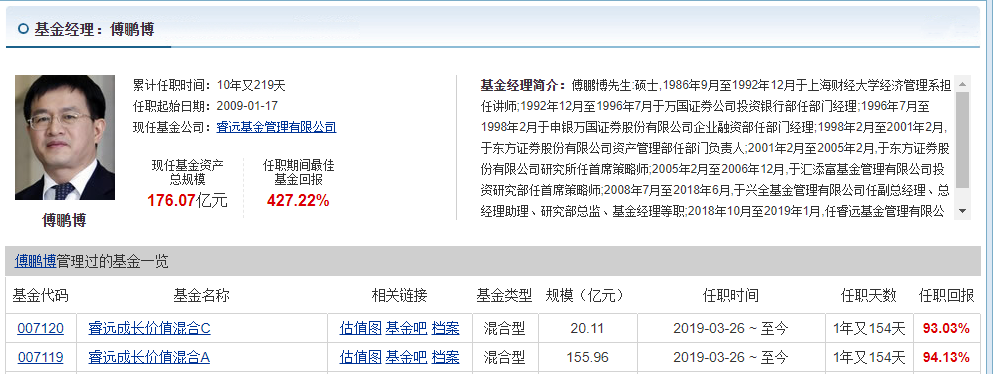 基金经理：傅鹏博
累计任职时间：10年又219天
任职起始日期：2009-01-17
现任基金公司：睿远基金管理有限公司
现任基金资产
总规模
176.07亿元
任职期间最佳
基金回报
427.22%
傅鹏博
基金经理简介：傅鹏博先生:硕士,1986年9月至1992年12月于上海财经大学经济管理系担
任讲师;1992年12月至1996年7月于万国证券公司投资银行部任部门经理;1996年7月至
1998年2月于申银万国证券股份有限公司企业融资部任部门经理;1998年2月至2001年2月,
于东方证券股份有限公司资产管理部任部门负责人;2001年2月至2005年2月,于东方证券股
份有限公司研究所任首席策略师;2005年2月至2006年12月,于汇添富基金管理有限公司投
资研究部任首席策略师;2008年7月至2018年6月,于兴全基金管理有限公司任副总经理、总
经理助理、研究部总监、基金经理等职;2018年10月至2019年1月,任睿远基金管理有限公
傅鹏博管理过的基金一览
基金代码 基金名称 相关链接 基金类型 规模（亿元） 任职时间 任职天数 任职回报
007120 睿远成长价值混合C 估值图 基金吧 档案 混合型 20.11 2019-03-26 ~ 至今 1年又154天 93.03%
007119 睿远成长价值混合A 估值图 基金吧 档案 混合型 155.96 2019-03-26 ~ 至今 1年又154天 94.13%